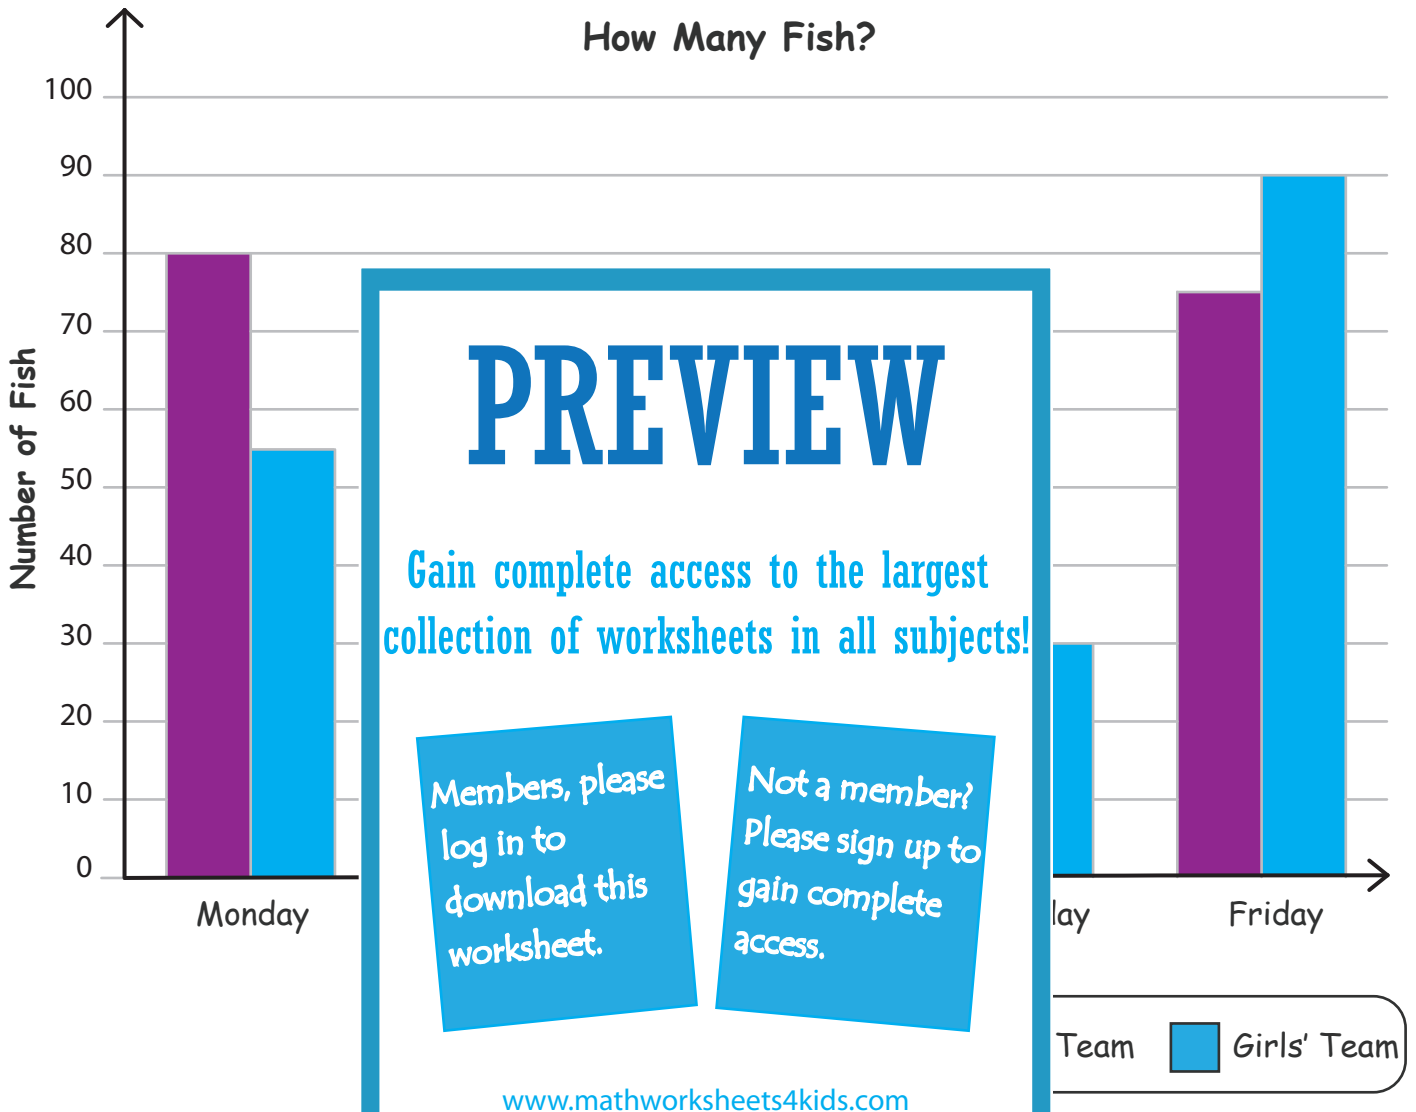 How Many Fish?
100
90
80
70
60
50
40
30
20
10
0
Number of Fish
PREVIEW
Gain complete access to the largest
collection of worksheets in all subjects!
Members, please
log in to
download this
worksheet.
Not a member?
Please sign up to
gain complete
access.
Monday
Friday
Team
Girls' Team
www.mathworksheets4kids.com